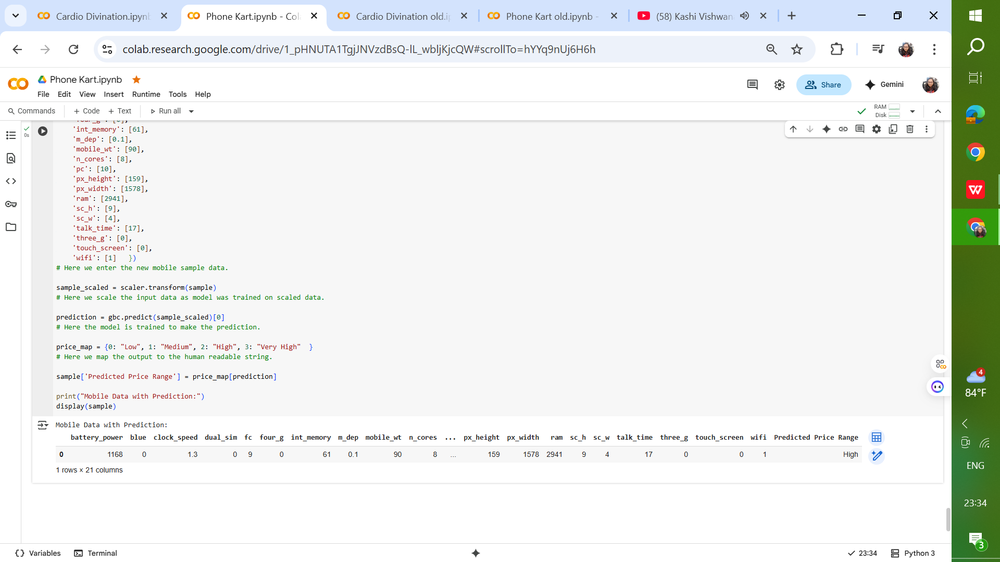 Cardio Divination.ipynb
Phone Kart.ipynb - Col
Cardio Divination old.ip
Phone Kart old.ipynb -
(58) Kashi Vishwan
colab.research.google.com/drive/1_pHNUTA1TgjJNVzdBsQ-lL_wbljKjcQW#scrollTo=hYYq9nUj6H6h
Phone Kart.ipynb
Share
Gemini
File Edit View Insert Runtime Tools Help
Commands + Code + Text Run all
RAM
Disk
0s
'int_memory': [61],
'm_dep': [0.1],
'mobile_wt': [90],
'n_cores': [8],
'pc': [10],
'px_height': [159],
'px_width': [1578],
'ram': [2941],
'sc_h': [9],
'sc_w': [4],
'talk_time': [17],
'three_g': [0],
'touch_screen': [0],
'wifi': [1] })
# Here we enter the new mobile sample data.
sample_scaled = scaler.transform(sample)
# Here we scale the input data as model was trained on scaled data.
prediction = gbc.predict(sample_scaled)[0]
# Here the model is trained to make the prediction.
price_map = {0: "Low", 1: "Medium", 2: "High", 3: "Very High" }
# Here we map the output to the human readable string.
sample['Predicted Price Range'] = price_map[prediction]
print("Mobile Data with Prediction:")
display(sample)
Mobile Data with Prediction:
battery_power blue clock_speed dual_sim fc four_g int_memory m_dep mobile_wt n_cores ... px_height px_width ram sc_h sc_w talk_time three_g touch_screen wifi Predicted Price Range
0 1168 0 1.3 0 9 0 61 0.1 90 8 ... 159 1578 2941 9 4 17 0 0 1 High
1 rows × 21 columns
Variables Terminal
23:34 Python 3
4
84°F
ENG
23:34
3